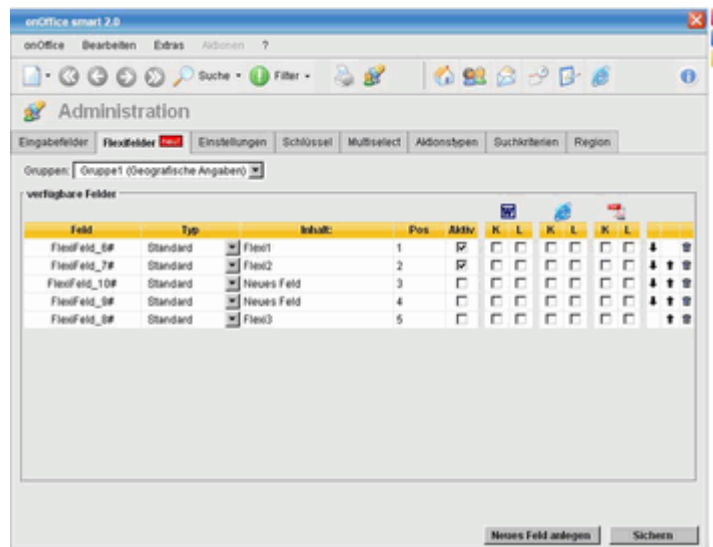 onOffice smart 2.0
onOffice Bearbeiten Extras Aktionen ?
Suche Filter
Administration
Eingabefelder Flexifelder neu! Einstellungen Schlüssel Multiselect Aktionstypen Suchkriterien Region
Gruppen: Gruppe1 (Geografische Angaben)
verfügbare Felder
Feld Typ Inhalt: Pos Aktiv K L K L K L
FlexiFeld_6# Standard Flexi1 1
FlexiFeld_7# Standard Flexi2 2
FlexiFeld_10# Standard Neues Feld 3
FlexiFeld_9# Standard Neues Feld 4
FlexiFeld_8# Standard Flexi3 5
Neues Feld anlegen Sichern